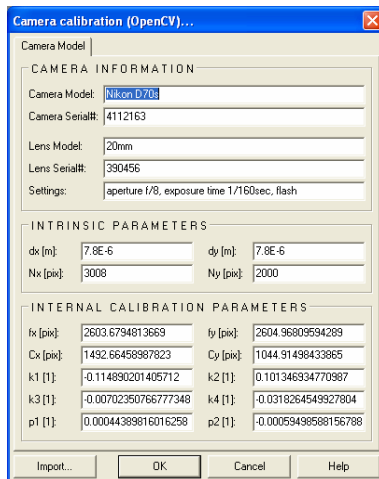 Camera calibration (OpenCV)...
Camera Model
CAMERA INFORMATION
Camera Model: Nikon D70s
Camera Serial#: 4112163
Lens Model: 20mm
Lens Serial#: 390456
Settings: aperture f/8, exposure time 1/160sec, flash
INTRINSIC PARAMETERS
dx [m]: 7.8E-6 dy [m]: 7.8E-6
Nx [pix]: 3008 Ny [pix]: 2000
INTERNAL CALIBRATION PARAMETERS
fx [pix]: 2603.6794813669 fy [pix]: 2604.96809594289
Cx [pix]: 1492.66458987823 Cy [pix]: 1044.91498433865
k1 [1]: -0.114890201405712 k2 [1]: 0.101346934770987
k3 [1]: -0.00702350766777348 k4 [1]: -0.0318264549927804
p1 [1]: 0.00044389816016258 p2 [1]: -0.00059498588156788
Import... OK Cancel Help